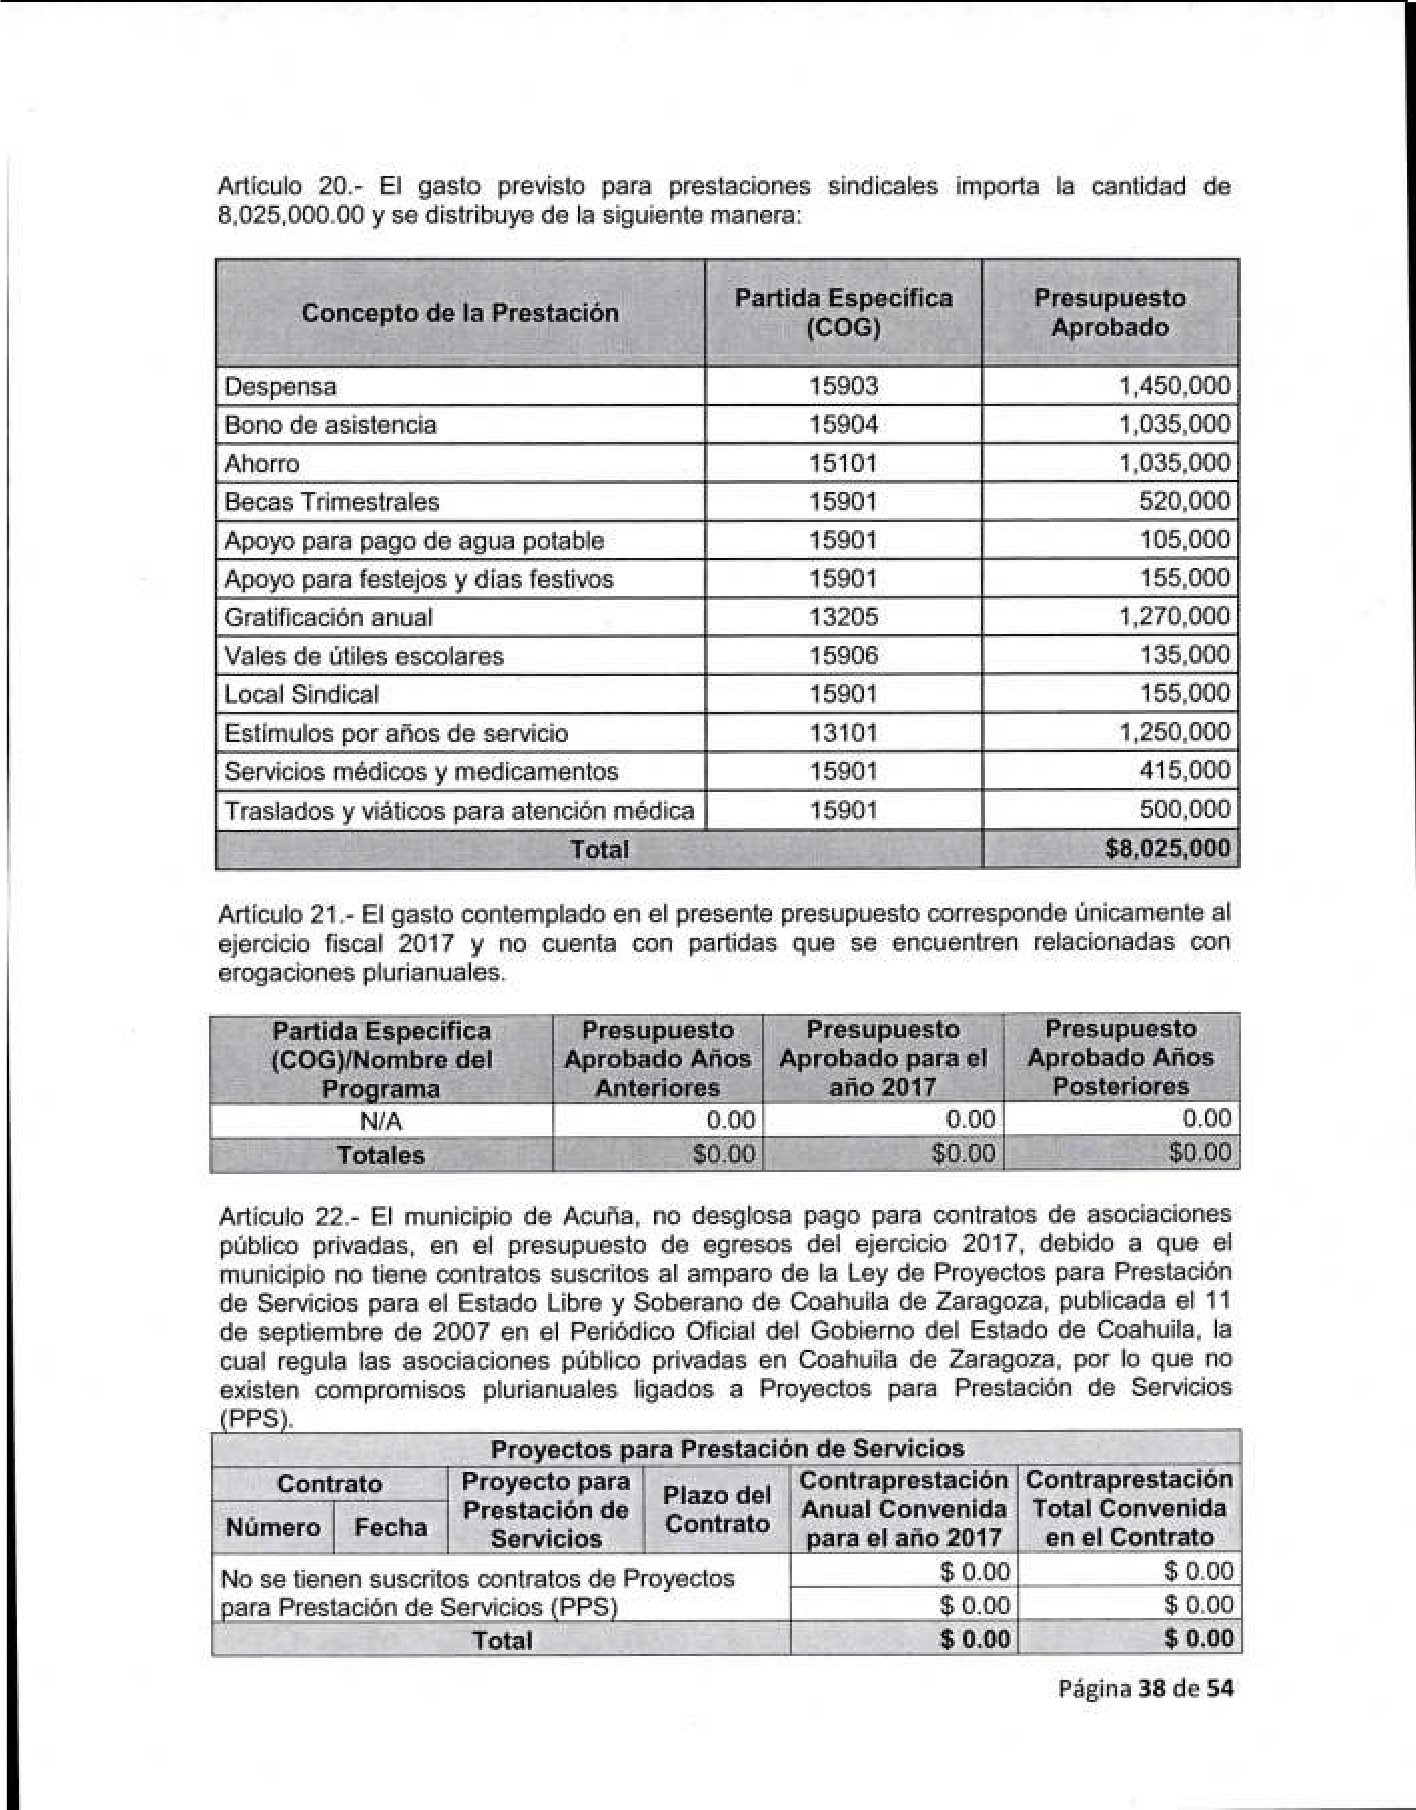 Artículo 20.- El gasto previsto para prestaciones sindicales importa la cantidad de
8,025,000.00 y se distribuye de la siguiente manera:
Concepto de la Prestación Partida Específica (COG) Presupuesto Aprobado
Despensa 15903 1,450,000
Bono de asistencia 15904 1,035,000
Ahorro 15101 1,035,000
Becas Trimestrales 15901 520,000
Apoyo para pago de agua potable 15901 105,000
Apoyo para festejos y días festivos 15901 155,000
Gratificación anual 13205 1,270,000
Vales de útiles escolares 15906 135,000
Local Sindical 15901 155,000
Estímulos por años de servicio 13101 1,250,000
Servicios médicos y medicamentos 15901 415,000
Traslados y viáticos para atención médica 15901 500,000
Total $8,025,000
Artículo 21.- El gasto contemplado en el presente presupuesto corresponde únicamente al
ejercicio fiscal 2017 y no cuenta con partidas que se encuentren relacionadas con
erogaciones plurianuales.
Partida Específica (COG)/Nombre del Programa Presupuesto Aprobado Años Anteriores Presupuesto Aprobado para el año 2017 Presupuesto Aprobado Años Posteriores
N/A 0.00 0.00 0.00
Totales $0.00 $0.00 $0.00
Artículo 22.- El municipio de Acuña, no desglosa pago para contratos de asociaciones
público privadas, en el presupuesto de egresos del ejercicio 2017, debido a que el
municipio no tiene contratos suscritos al amparo de la Ley de Proyectos para Prestación
de Servicios para el Estado Libre y Soberano de Coahuila de Zaragoza, publicada el 11
de septiembre de 2007 en el Periódico Oficial del Gobierno del Estado de Coahuila, la
cual regula las asociaciones público privadas en Coahuila de Zaragoza, por lo que no
existen compromisos plurianuales ligados a Proyectos para Prestación de Servicios
(PPS).
Proyectos para Prestación de Servicios
Contrato Proyecto para Prestación de Servicios Plazo del Contrato Contraprestación Anual Convenida para el año 2017 Contraprestación Total Convenida en el Contrato
Número Fecha
No se tienen suscritos contratos de Proyectos $ 0.00 $ 0.00
para Prestación de Servicios (PPS) $ 0.00 $ 0.00
Total $ 0.00 $ 0.00
Página 38 de 54